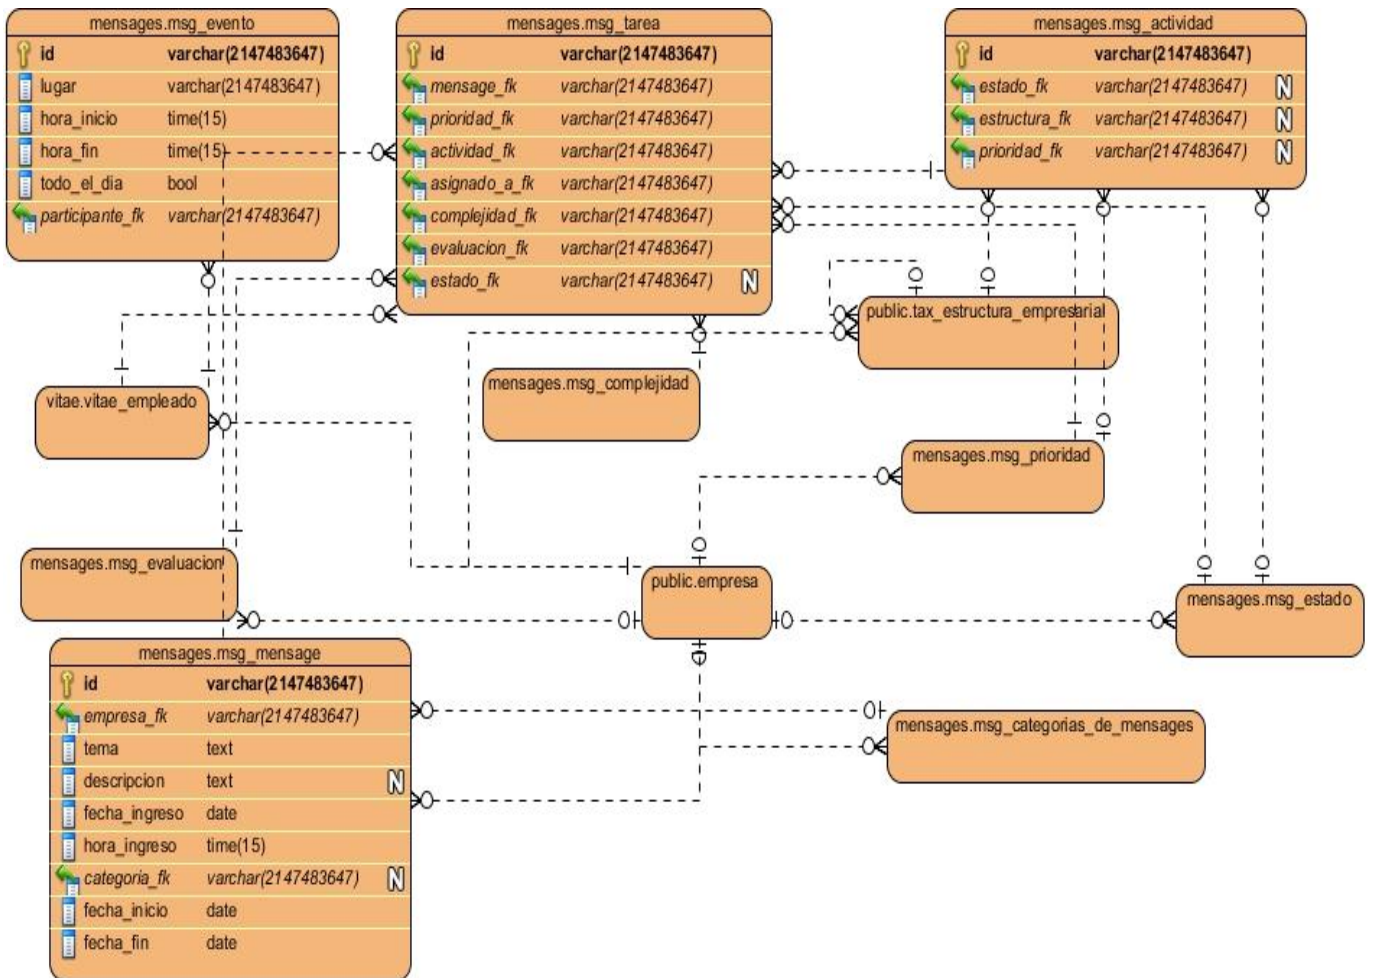 mensages.msg_evento
id varchar(2147483647)
lugar varchar(2147483647)
hora_inicio time(15)
hora_fin time(15)
todo_el_dia bool
participante_fk varchar(2147483647)
mensages.msg_tarea
id varchar(2147483647)
mensage_fk varchar(2147483647)
prioridad_fk varchar(2147483647)
actividad_fk varchar(2147483647)
asignado_a_fk varchar(2147483647)
complejidad_fk varchar(2147483647)
evaluacion_fk varchar(2147483647)
estado_fk varchar(2147483647) N
mensages.msg_actividad
id varchar(2147483647)
estado_fk varchar(2147483647) N
estructura_fk varchar(2147483647) N
prioridad_fk varchar(2147483647) N
public.tax_estructura_empresarial
mensages.msg_complejidad
vitae.vitae_empleado
mensages.msg_prioridad
mensages.msg_evaluacion
public.empresa
mensages.msg_estado
mensages.msg_mensage
id varchar(2147483647)
empresa_fk varchar(2147483647)
tema text
descripcion text N
fecha_ingreso date
hora_ingreso time(15)
categoria_fk varchar(2147483647) N
fecha_inicio date
fecha_fin date
mensages.msg_categorias_de_mensages